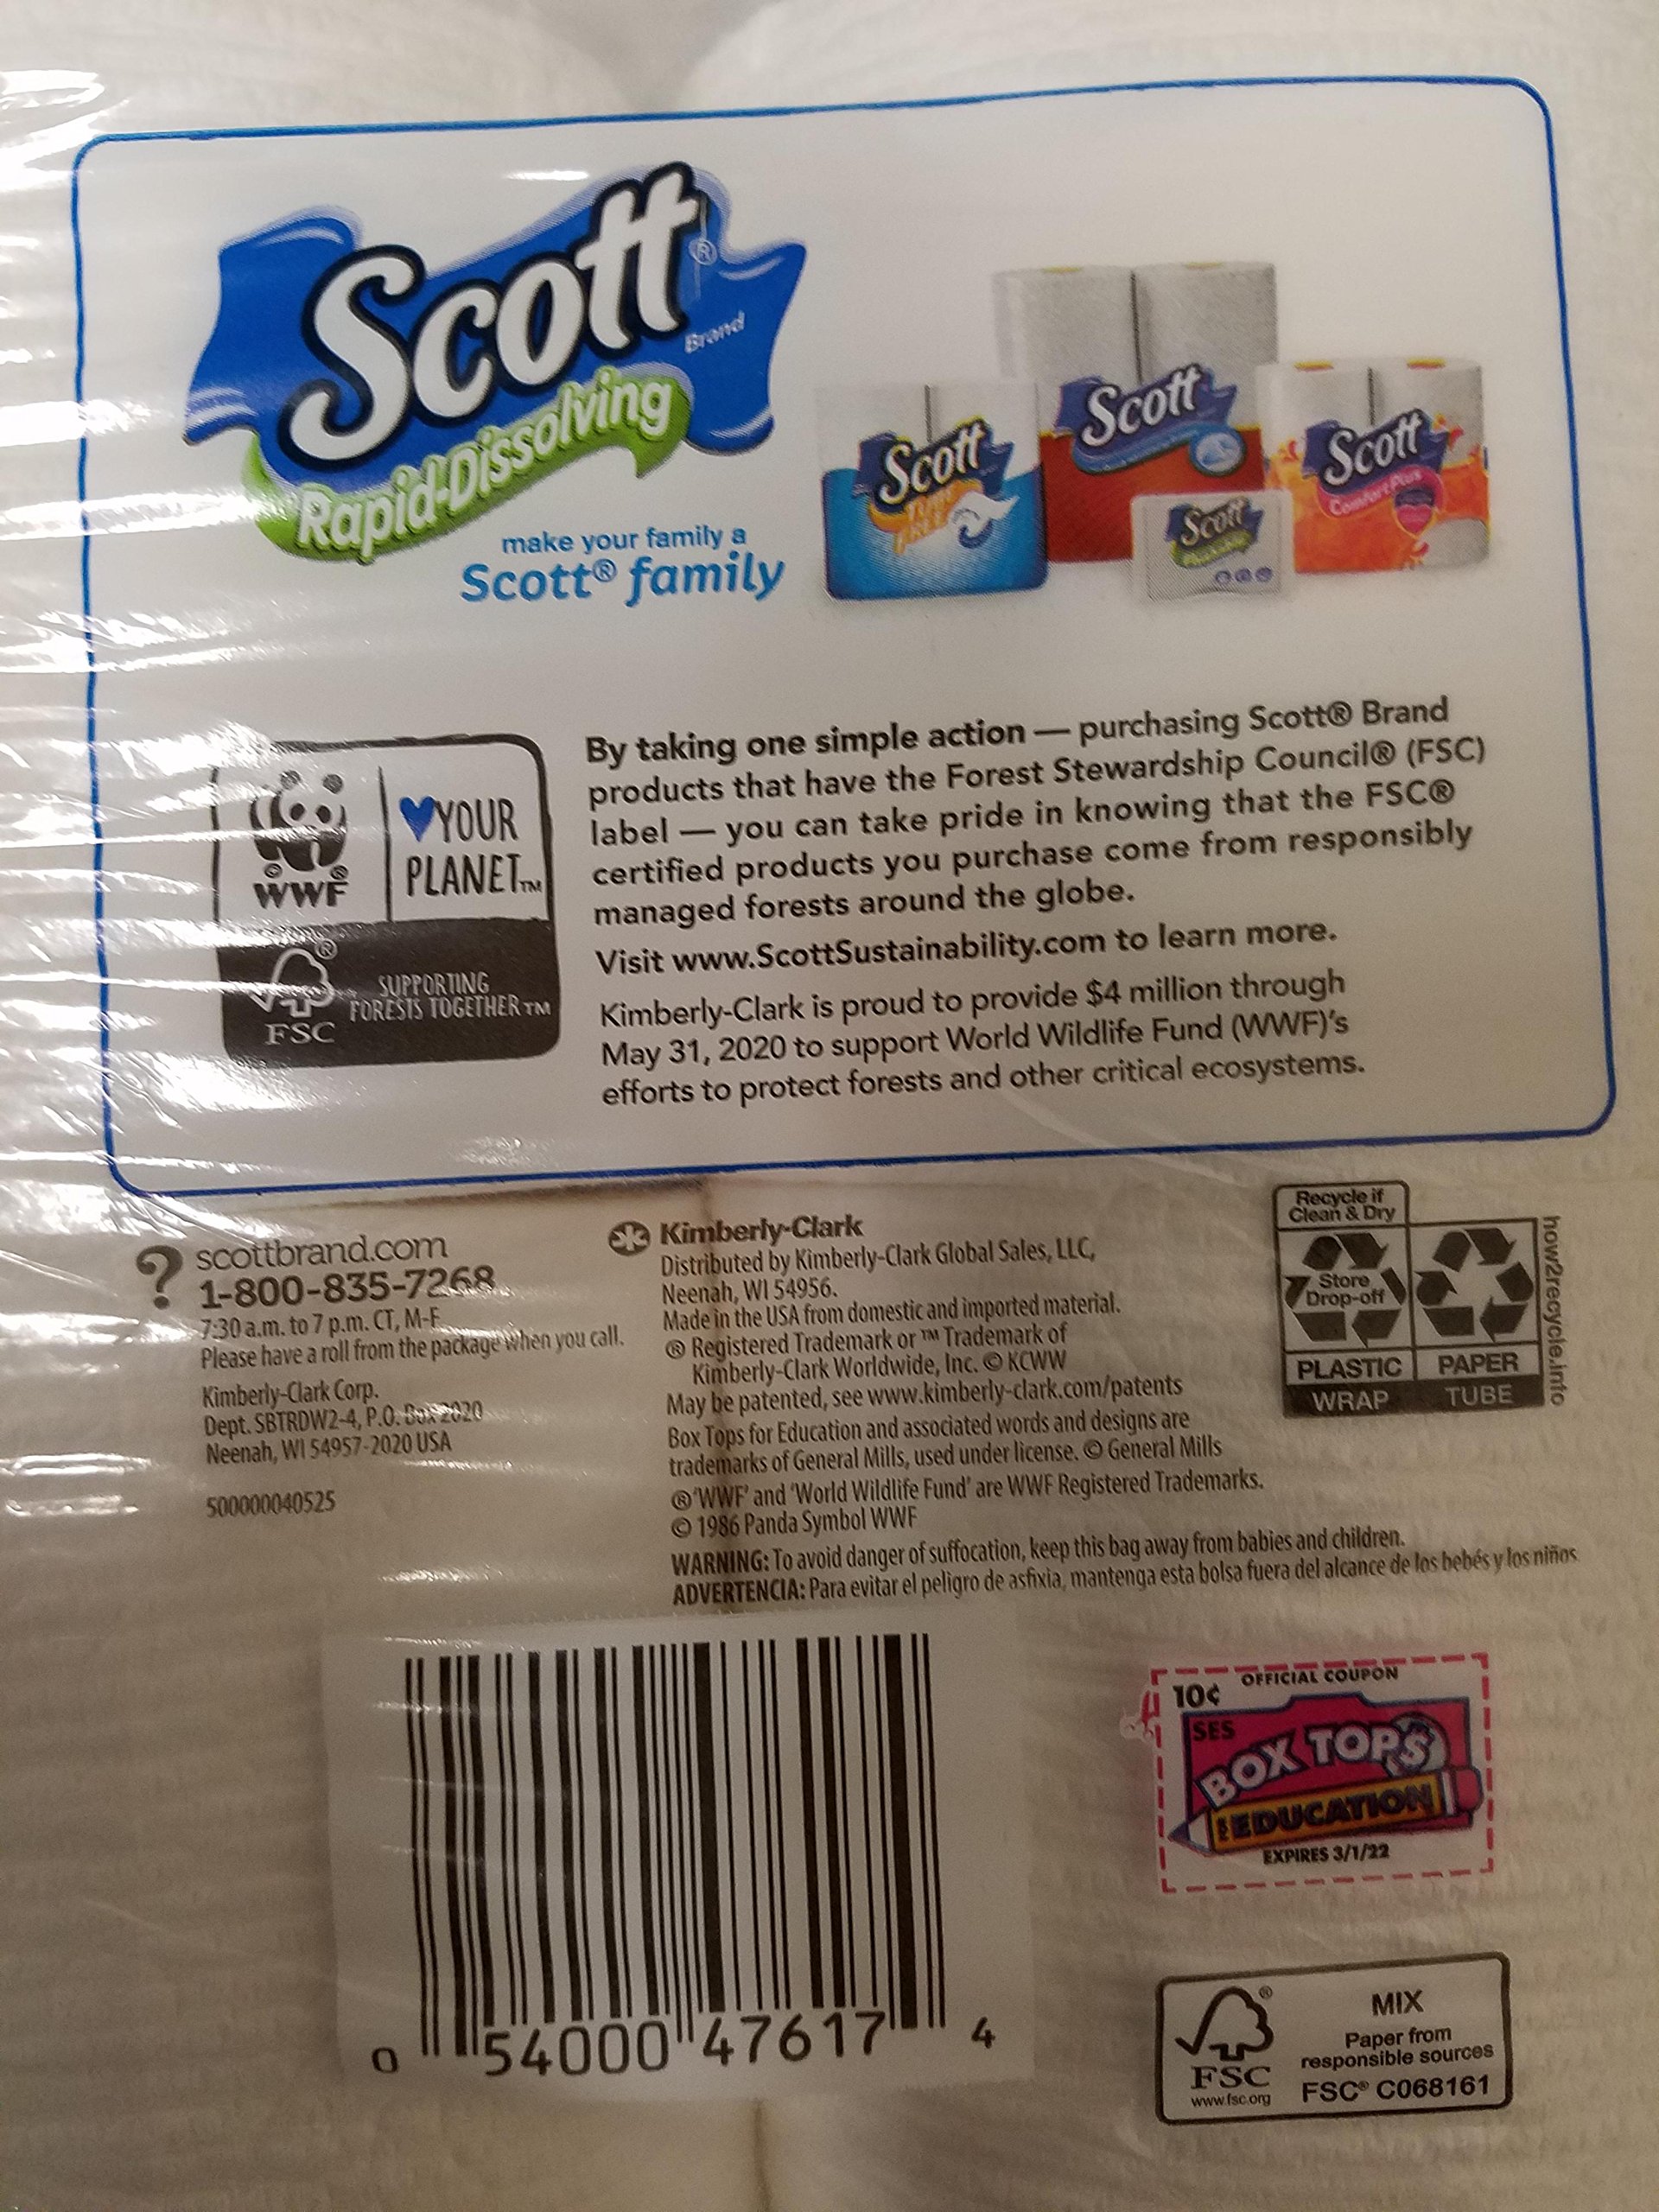 Scott®
Brand
Rapid-Dissolving
make your family a
Scott® family
Scott
Tube
FREE
Scott
Scott
Comfort Plus
Scott
Flushable
WWF
YOUR
PLANET™
®
FSC
SUPPORTING
FORESTS TOGETHER™
By taking one simple action — purchasing Scott® Brand
products that have the Forest Stewardship Council® (FSC)
label — you can take pride in knowing that the FSC®
certified products you purchase come from responsibly
managed forests around the globe.
Visit www.ScottSustainability.com to learn more.
Kimberly-Clark is proud to provide $4 million through
May 31, 2020 to support World Wildlife Fund (WWF)'s
efforts to protect forests and other critical ecosystems.
? scottbrand.com
1-800-835-7268
7:30 a.m. to 7 p.m. CT, M-F
Please have a roll from the package when you call.
Kimberly-Clark Corp.
Dept. SBTRDW2-4, P.O. Box 2020
Neenah, WI 54957-2020 USA
500000040525
Kimberly-Clark
Distributed by Kimberly-Clark Global Sales, LLC,
Neenah, WI 54956.
Made in the USA from domestic and imported material.
® Registered Trademark or ™ Trademark of
Kimberly-Clark Worldwide, Inc. © KCWW
May be patented, see www.kimberly-clark.com/patents
Box Tops for Education and associated words and designs are
trademarks of General Mills, used under license. © General Mills
® 'WWF' and 'World Wildlife Fund' are WWF Registered Trademarks.
© 1986 Panda Symbol WWF
WARNING: To avoid danger of suffocation, keep this bag away from babies and children.
ADVERTENCIA: Para evitar el peligro de asfixia, mantenga esta bolsa fuera del alcance de los bebés y los niños.
Recycle if
Clean & Dry
Store
Drop-off
PLASTIC
WRAP
PAPER
TUBE
how2recycle.info
0 54000 47617 4
OFFICIAL COUPON
10¢
SES
BOX TOPS
FOR EDUCATION
EXPIRES 3/1/22
®
FSC
www.fsc.org
MIX
Paper from
responsible sources
FSC® C068161